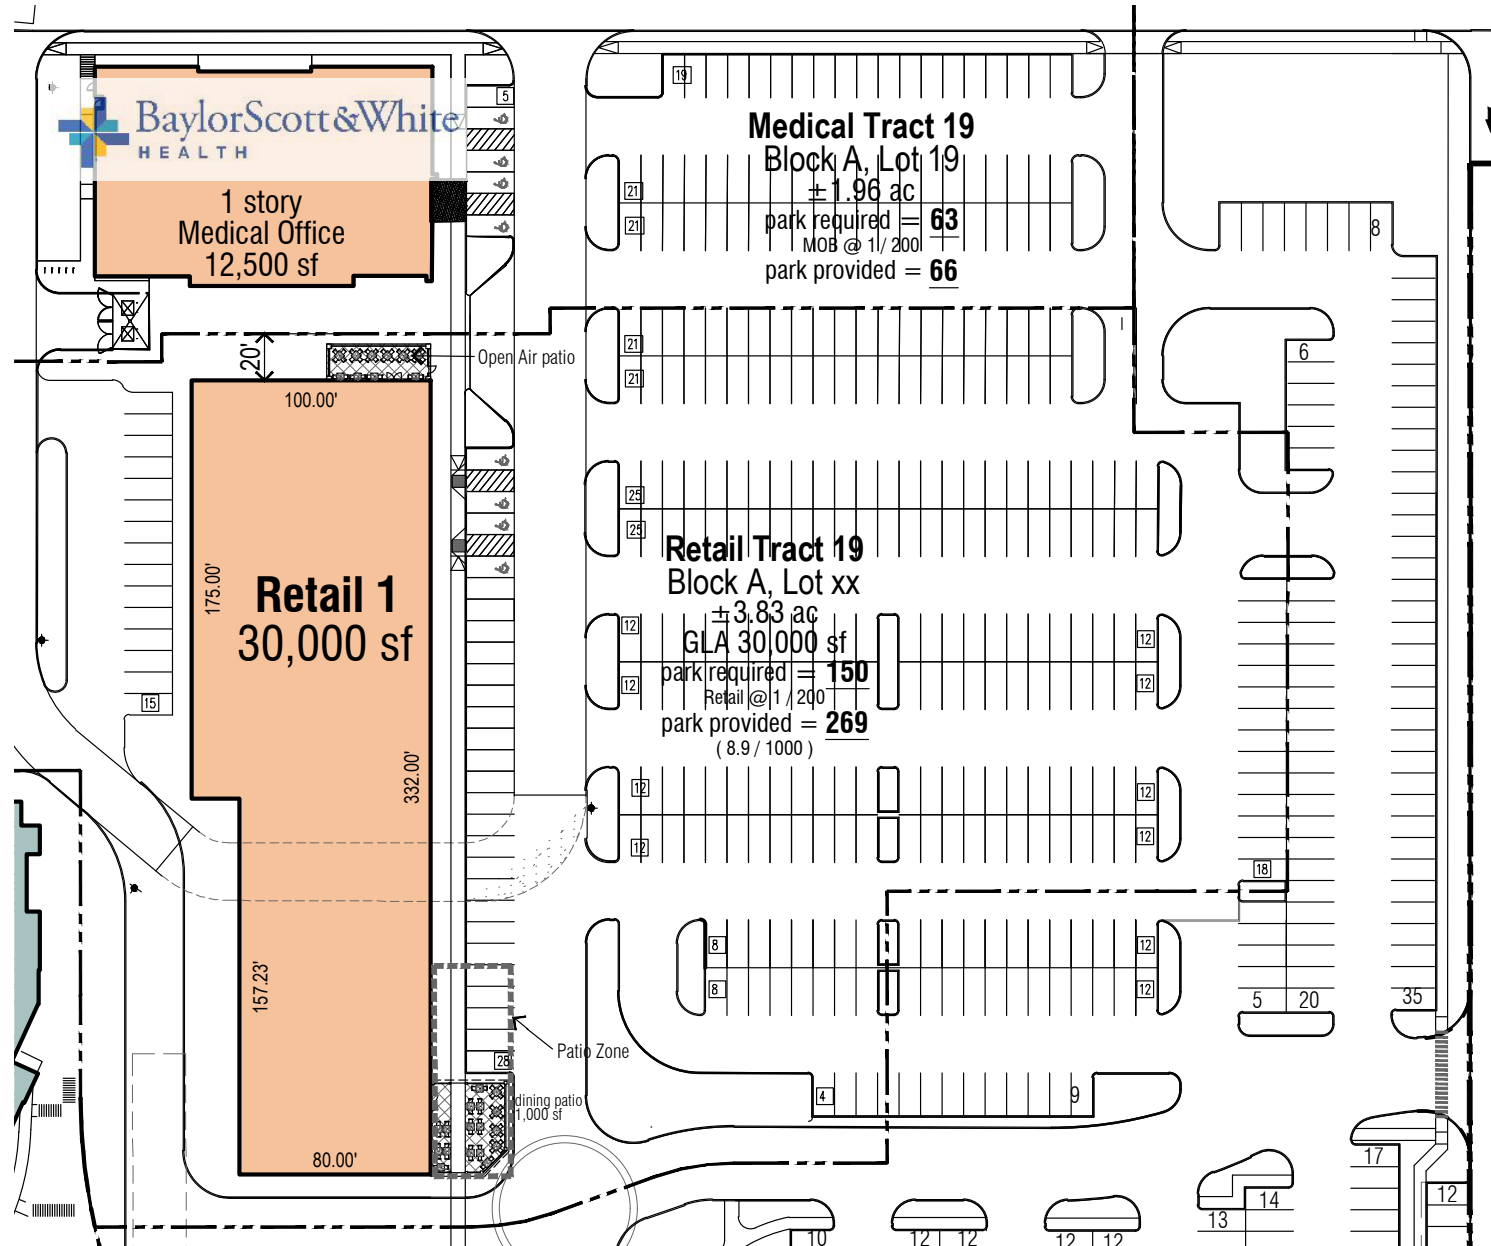 BaylorScott&White
HEALTH
1 story
Medical Office
12,500 sf
5
19
Medical Tract 19
Block A, Lot 19
±1.96 ac
park required = 63
MOB @ 1 / 200
park provided = 66
21
21
8
20'
Open Air patio
21
21
6
100.00'
25
25
175.00'
Retail 1
30,000 sf
Retail Tract 19
Block A, Lot xx
±3.83 ac
GLA 30,000 sf
park required = 150
Retail @ 1 / 200
park provided = 269
( 8.9 / 1000 )
12
12
12
12
15
332.00'
12
12
12
12
18
157.23'
8
8
12
12
5
20
35
Patio Zone
28
dining patio
1,000 sf
4
9
80.00'
17
12
14
13
10
12
12
12
12